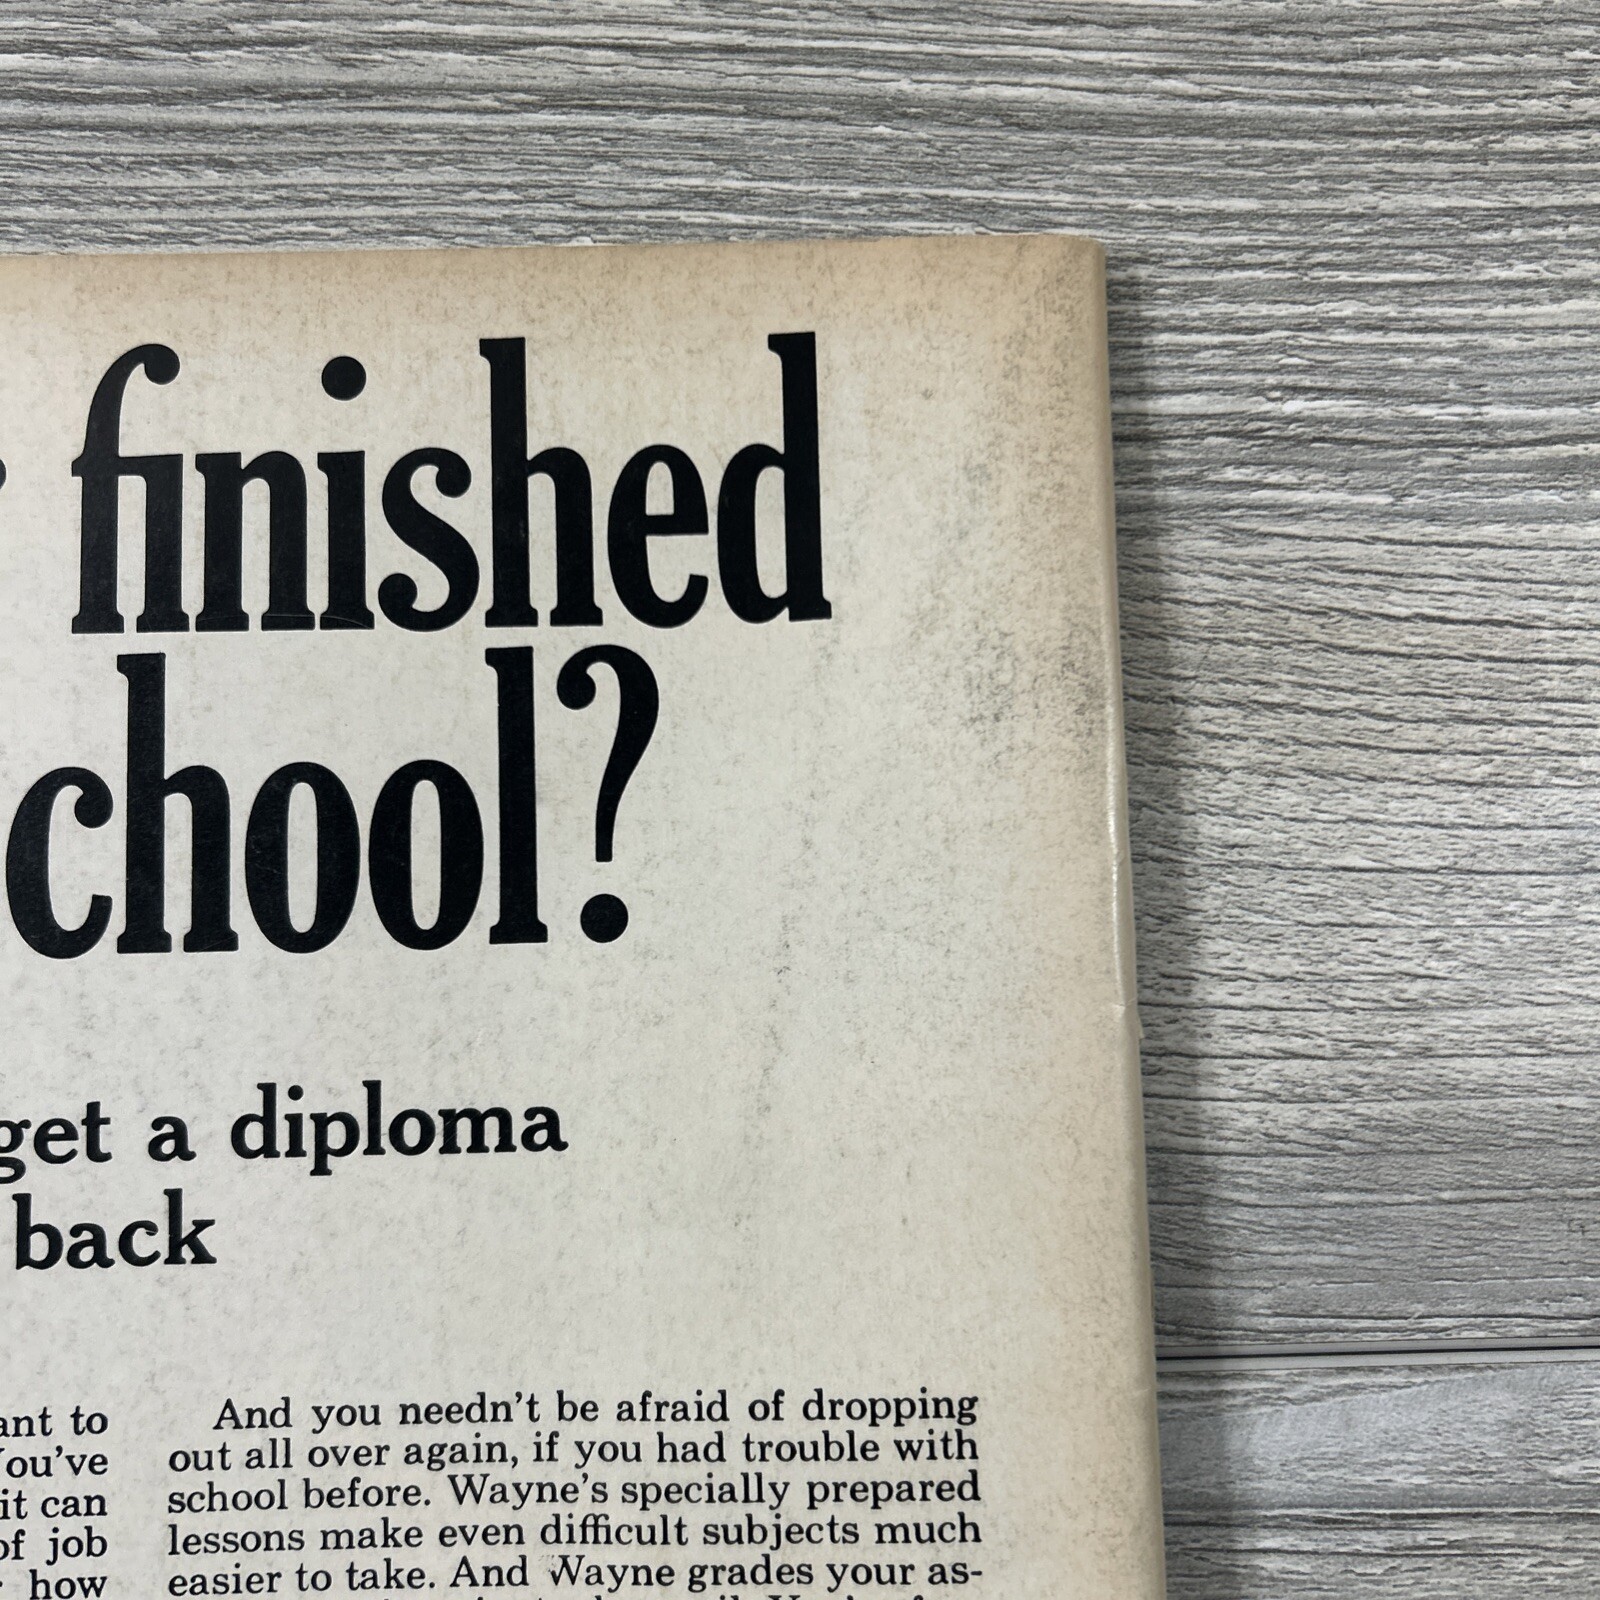 finished
chool?
get a diploma
back
ant to
You've
it can
of job
how
And you needn't be afraid of dropping
out all over again, if you had trouble with
school before. Wayne's specially prepared
lessons make even difficult subjects much
easier to take. And Wayne grades your as-